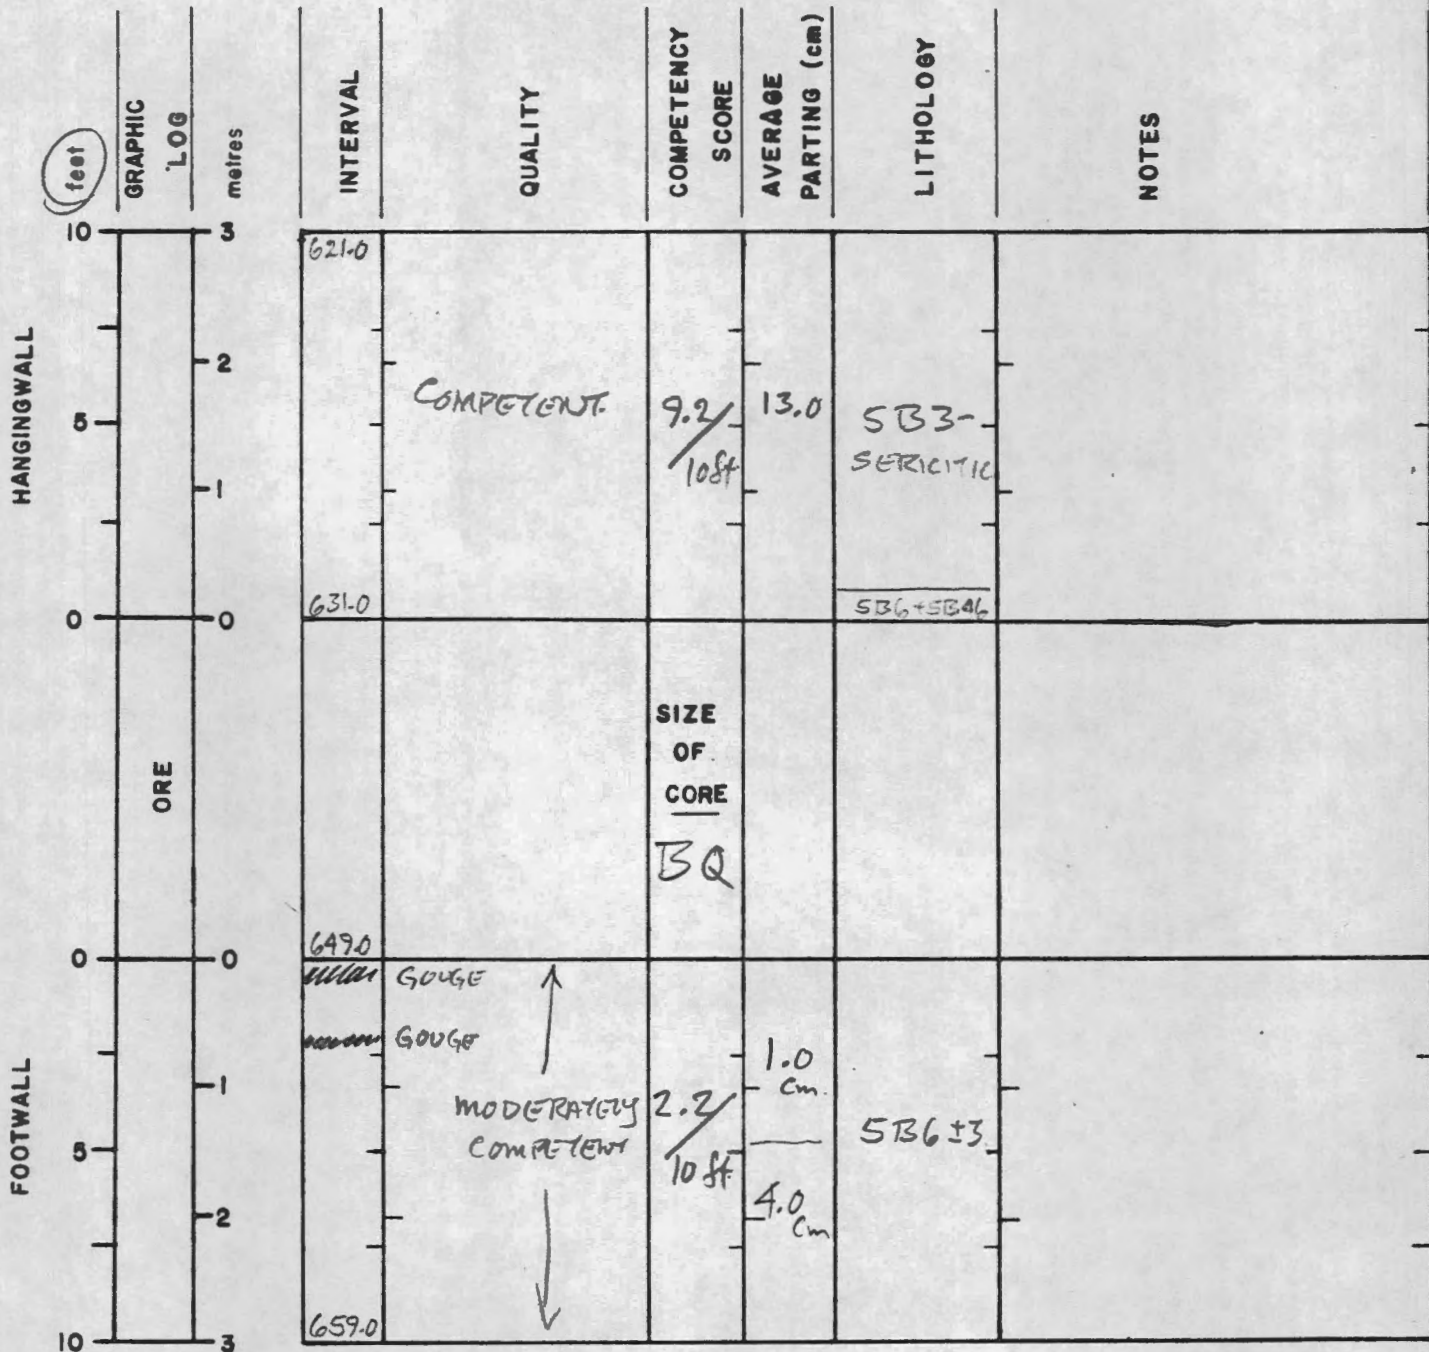 feet
GRAPHIC
LOG
metres
INTERVAL
QUALITY
COMPETENCY
SCORE
AVERAGE
PARTING (cm)
LITHOLOGY
NOTES
HANGINGWALL
10
3
621.0
2
COMPETENT
9.2/
10ft
13.0
5B3-
SERICITIC
5
1
631.0
5B6+5B46
0
0
ORE
SIZE
OF
CORE
BQ
649.0
0
0
FOOTWALL
GOUGE
GOUGE
1.0
cm.
1
MODERATELY
COMPETENT
2.2/
10ft
5B6±3
5
4.0
cm
2
659.0
10
3